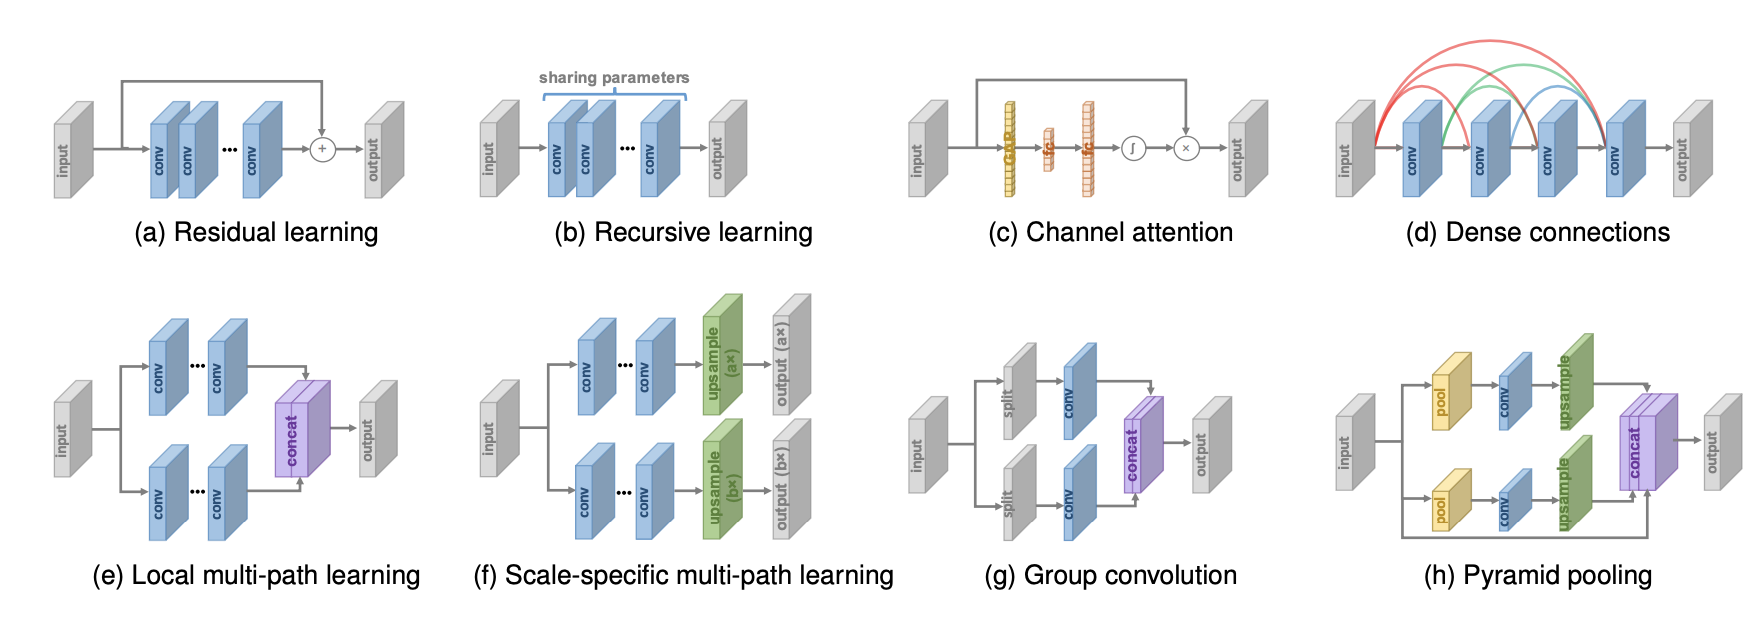 sharing parameters
input
conv
conv
conv
+
output
input
conv
conv
conv
output
input
GAP
fc
fc
∫
×
output
input
conv
conv
conv
conv
output
(a) Residual learning
(b) Recursive learning
(c) Channel attention
(d) Dense connections
input
conv
conv
conv
conv
concat
output
input
conv
conv
upsample
(a×)
output (a×)
conv
conv
upsample
(b×)
output (b×)
input
split
conv
split
conv
concat
output
input
pool
conv
upsample
pool
conv
upsample
concat
output
(e) Local multi-path learning
(f) Scale-specific multi-path learning
(g) Group convolution
(h) Pyramid pooling